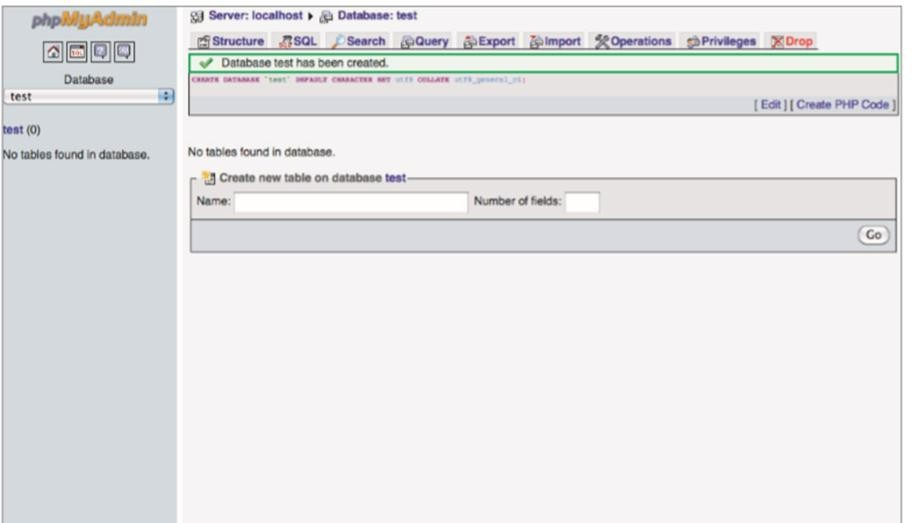 phpMyAdmin
Database
test
test (0)
No tables found in database.
Server: localhost Database: test
Structure SQL Search Query Export Import Operations Privileges Drop
Database test has been created.
CREATE DATABASE `test` DEFAULT CHARACTER SET utf8 COLLATE utf8_general_ci;
[ Edit ] [ Create PHP Code ]
No tables found in database.
Create new table on database test
Name: Number of fields:
Go